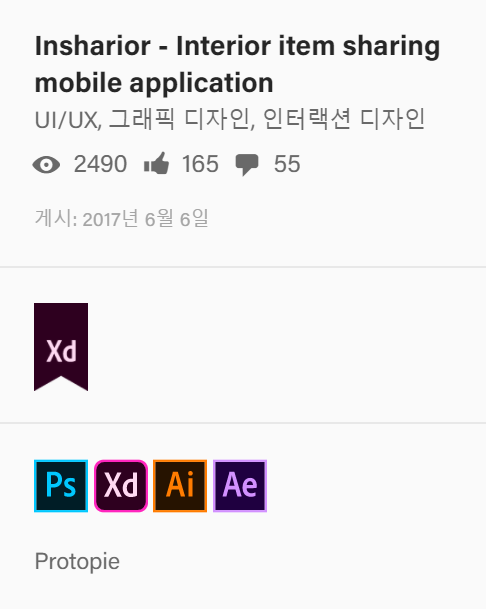 Insharior - Interior item sharing
mobile application
UI/UX, 그래픽 디자인, 인터랙션 디자인
2490 165 55
게시: 2017년 6월 6일
Xd
Ps Xd Ai Ae
Protopie